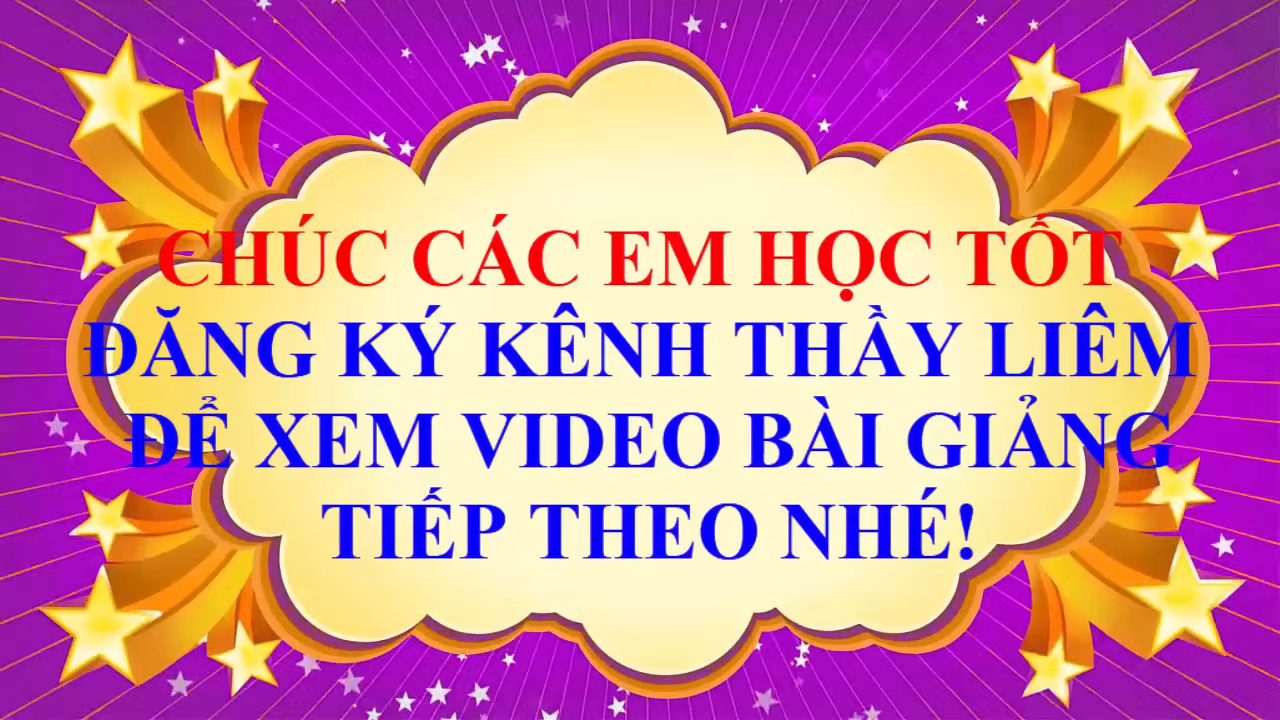 CHÚC CÁC EM HỌC TỐT
ĐĂNG KÝ KÊNH THẦY LIÊM
ĐỂ XEM VIDEO BÀI GIẢNG
TIẾP THEO NHÉ!